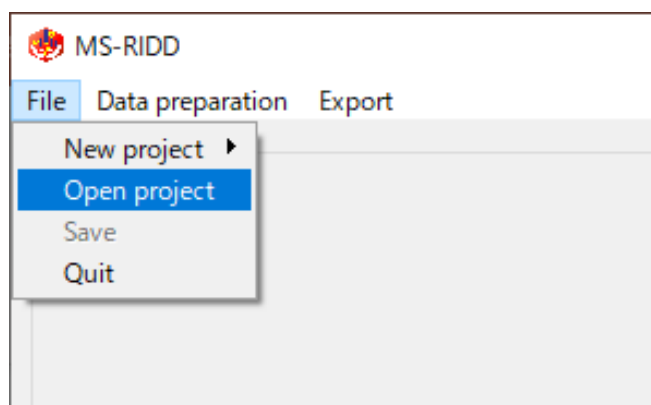 MS-RIDD
File Data preparation Export
New project
Open project
Save
Quit